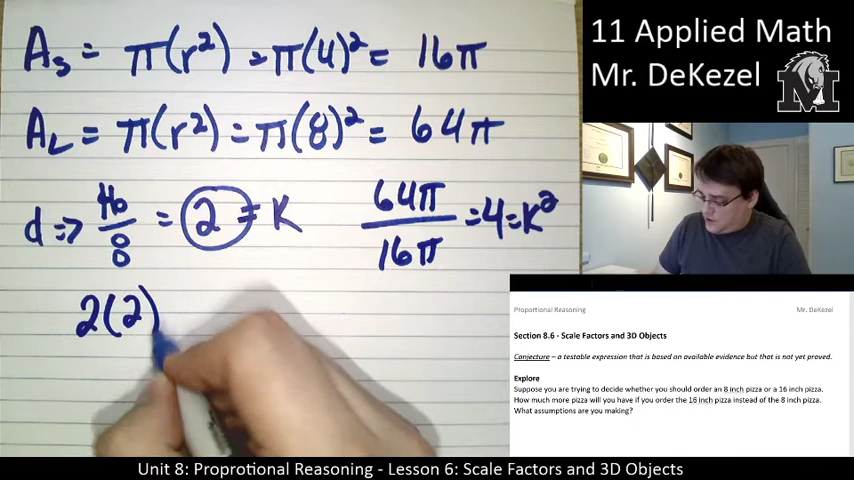 A_S = π(r²) = π(4)² = 16π
A_L = π(r²) = π(8)² = 64π
d => 16/8 = 2 = K 64π/16π = 4 = K²
2(2)
11 Applied Math
Mr. DeKezel
M
Proportional Reasoning Mr. DeKezel
Section 8.6 - Scale Factors and 3D Objects
Conjecture – a testable expression that is based on available evidence but that is not yet proved.
Explore
Suppose you are trying to decide whether you should order an 8 inch pizza or a 16 inch pizza.
How much more pizza will you have if you order the 16 inch pizza instead of the 8 inch pizza.
What assumptions are you making?
Unit 8: Proprotional Reasoning - Lesson 6: Scale Factors and 3D Objects